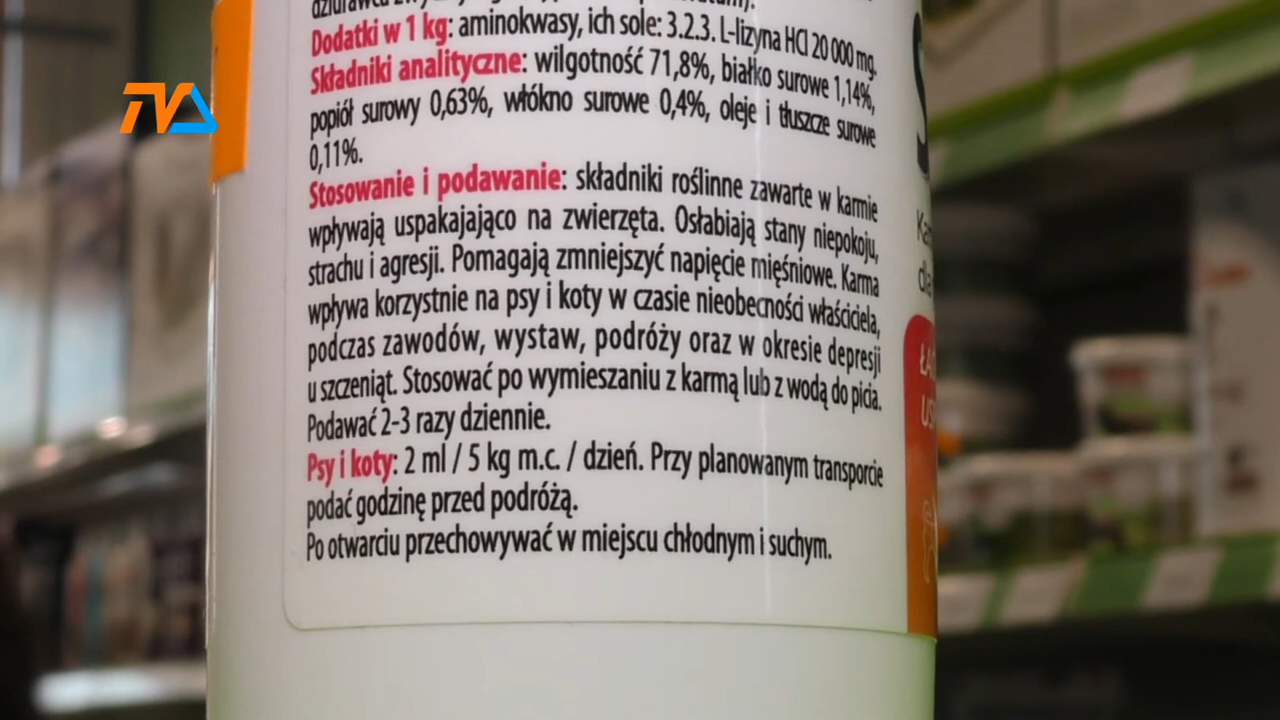 Dodatki w 1 kg: aminokwasy, ich sole: 3.2.3. L-lizyna HCl 20 000 mg.
Składniki analityczne: wilgotność 71,8%, białko surowe 1,14%,
popiół surowy 0,63%, włókno surowe 0,4%, oleje i tłuszcze surowe
0,11%.
Stosowanie i podawanie: składniki roślinne zawarte w karmie
wpływają uspakajająco na zwierzęta. Osłabiają stany niepokoju,
strachu i agresji. Pomagają zmniejszyć napięcie mięśniowe. Karma
wpływa korzystnie na psy i koty w czasie nieobecności właściciela,
podczas zawodów, wystaw, podróży oraz w okresie depresji
u szczeniąt. Stosować po wymieszaniu z karmą lub z wodą do picia.
Podawać 2-3 razy dziennie.
Psy i koty: 2 ml / 5 kg m.c. / dzień. Przy planowanym transporcie
podać godzinę przed podróżą.
Po otwarciu przechowywać w miejscu chłodnym i suchym.